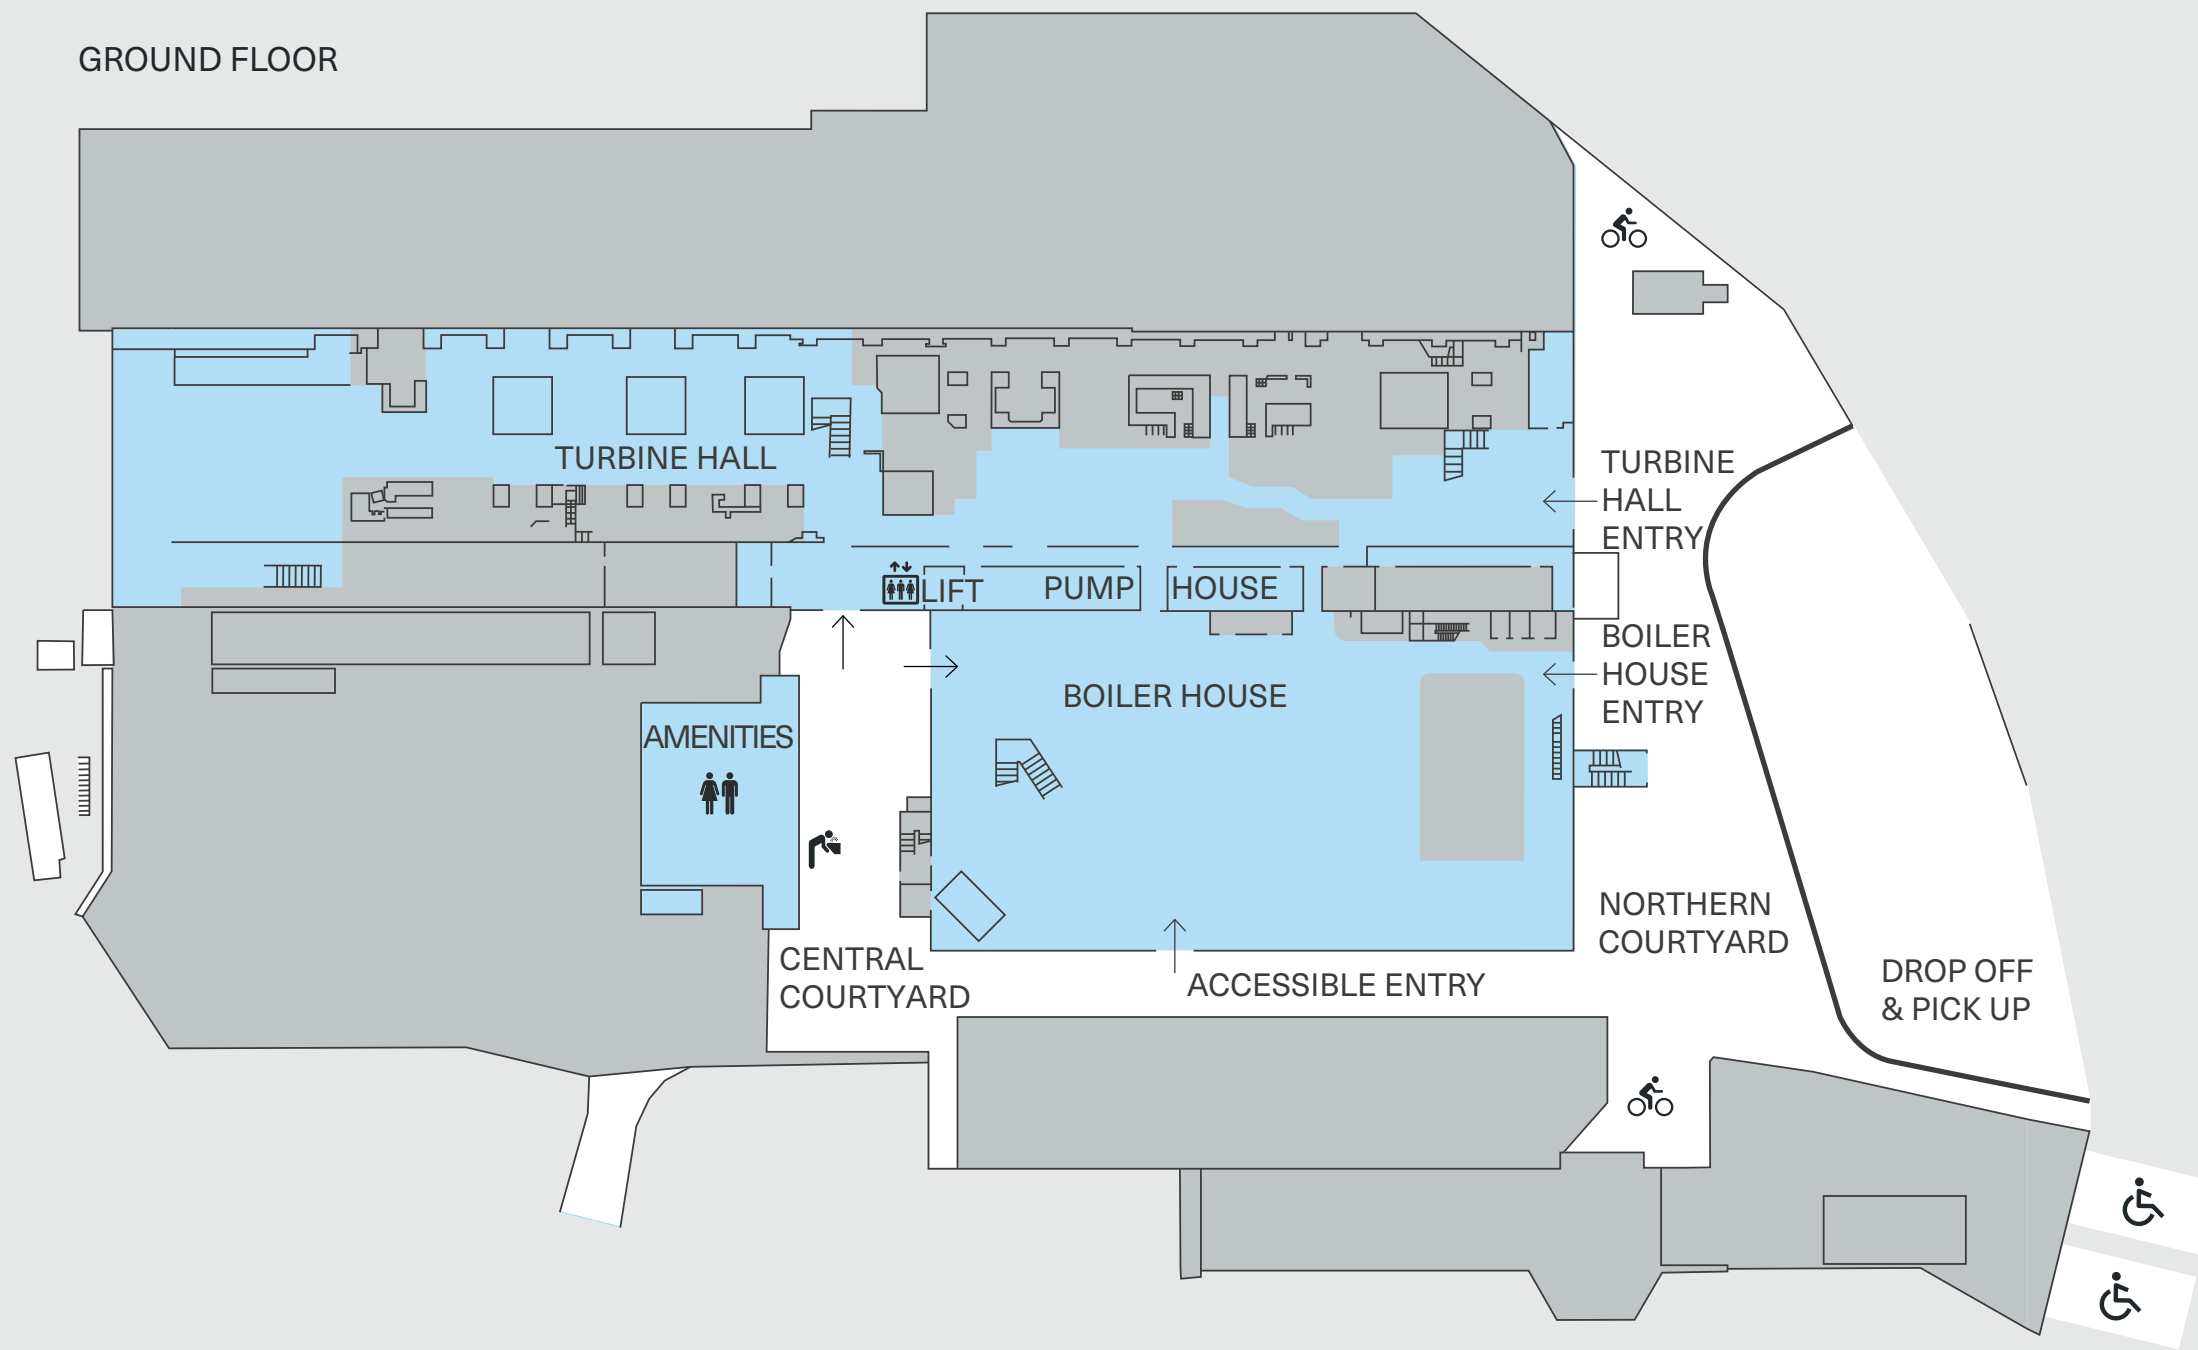 GROUND FLOOR
TURBINE HALL
TURBINE
HALL
ENTRY
LIFT
PUMP
HOUSE
BOILER
HOUSE
ENTRY
BOILER HOUSE
AMENITIES
NORTHERN
COURTYARD
CENTRAL
COURTYARD
ACCESSIBLE ENTRY
DROP OFF
& PICK UP